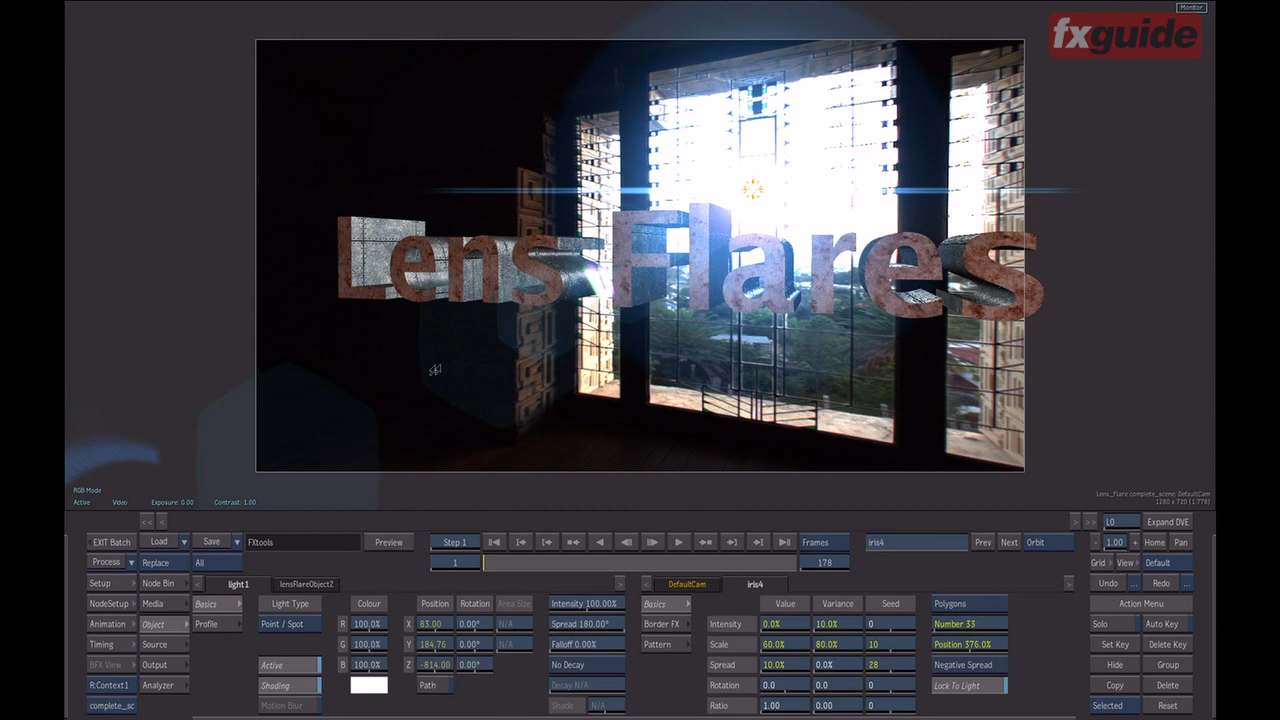 Monitor
fxguide
Lens Flares
RGB Mode
Active Video Exposure: 0.00 Contrast: 1.00
Lens_Flare complete_scene: DefaultCam
1280 x 720 (1.778)
<< <
> >> L0 Expand DVE
EXIT Batch Load Save FXtools Preview Step 1 Frames iris4 Prev Next Orbit - 1.00 + Home Pan
Process Replace All 1 178 Grid View Default
Setup Node Bin < light1 lensFlareObject2 > < DefaultCam iris4 > Undo ... Redo ...
NodeSetup Media Basics Light Type Colour Position Rotation Area Size Intensity 100.00% Basics Value Variance Seed Polygons Action Menu
Animation Object Profile Point / Spot R 100.0% X 83.00 0.00° N/A Spread 180.00° Border FX Intensity 0.0% 10.0% 0 Number 33 Solo Auto Key
Timing Source G 100.0% Y 184.76 0.00° N/A Falloff 0.00% Pattern Scale 60.0% 80.0% 10 Position 376.0% Set Key Delete Key
BFX View Output Active B 100.0% Z -814.00 0.00° No Decay Spread 10.0% 0.0% 28 Negative Spread Hide Group
R:Context1 Analyzer Shading Path Decay N/A Rotation 0.0 0.0 0 Lock To Light Copy Delete
complete_sc Motion Blur Shade N/A Ratio 1.00 0.00 0 Selected Reset